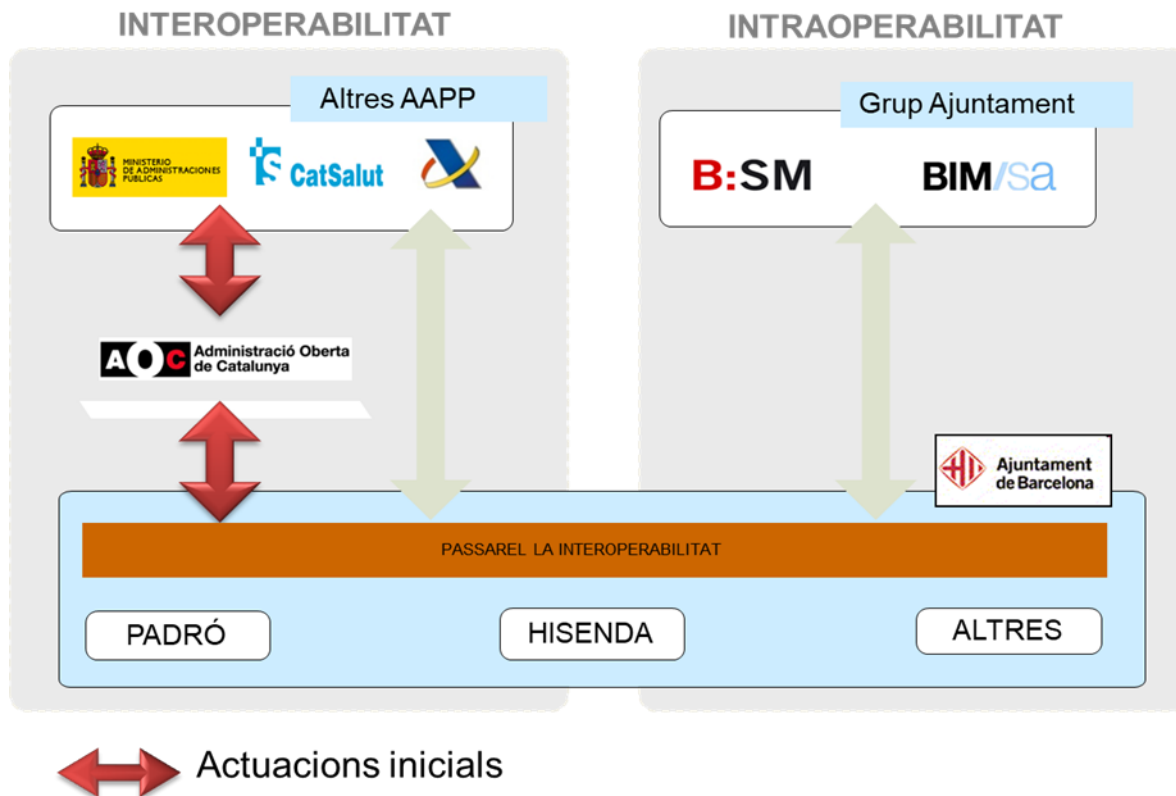 INTEROPERABILITAT
INTRAOPERABILITAT
Altres AAPP
Grup Ajuntament
MINISTERIO
DE ADMINISTRACIONES
PÚBLICAS
CatSalut
B:SM
BIM/sa
AOC Administració Oberta
de Catalunya
Ajuntament
de Barcelona
PASSAREL LA INTEROPERABILITAT
PADRÓ
HISENDA
ALTRES
Actuacions inicials